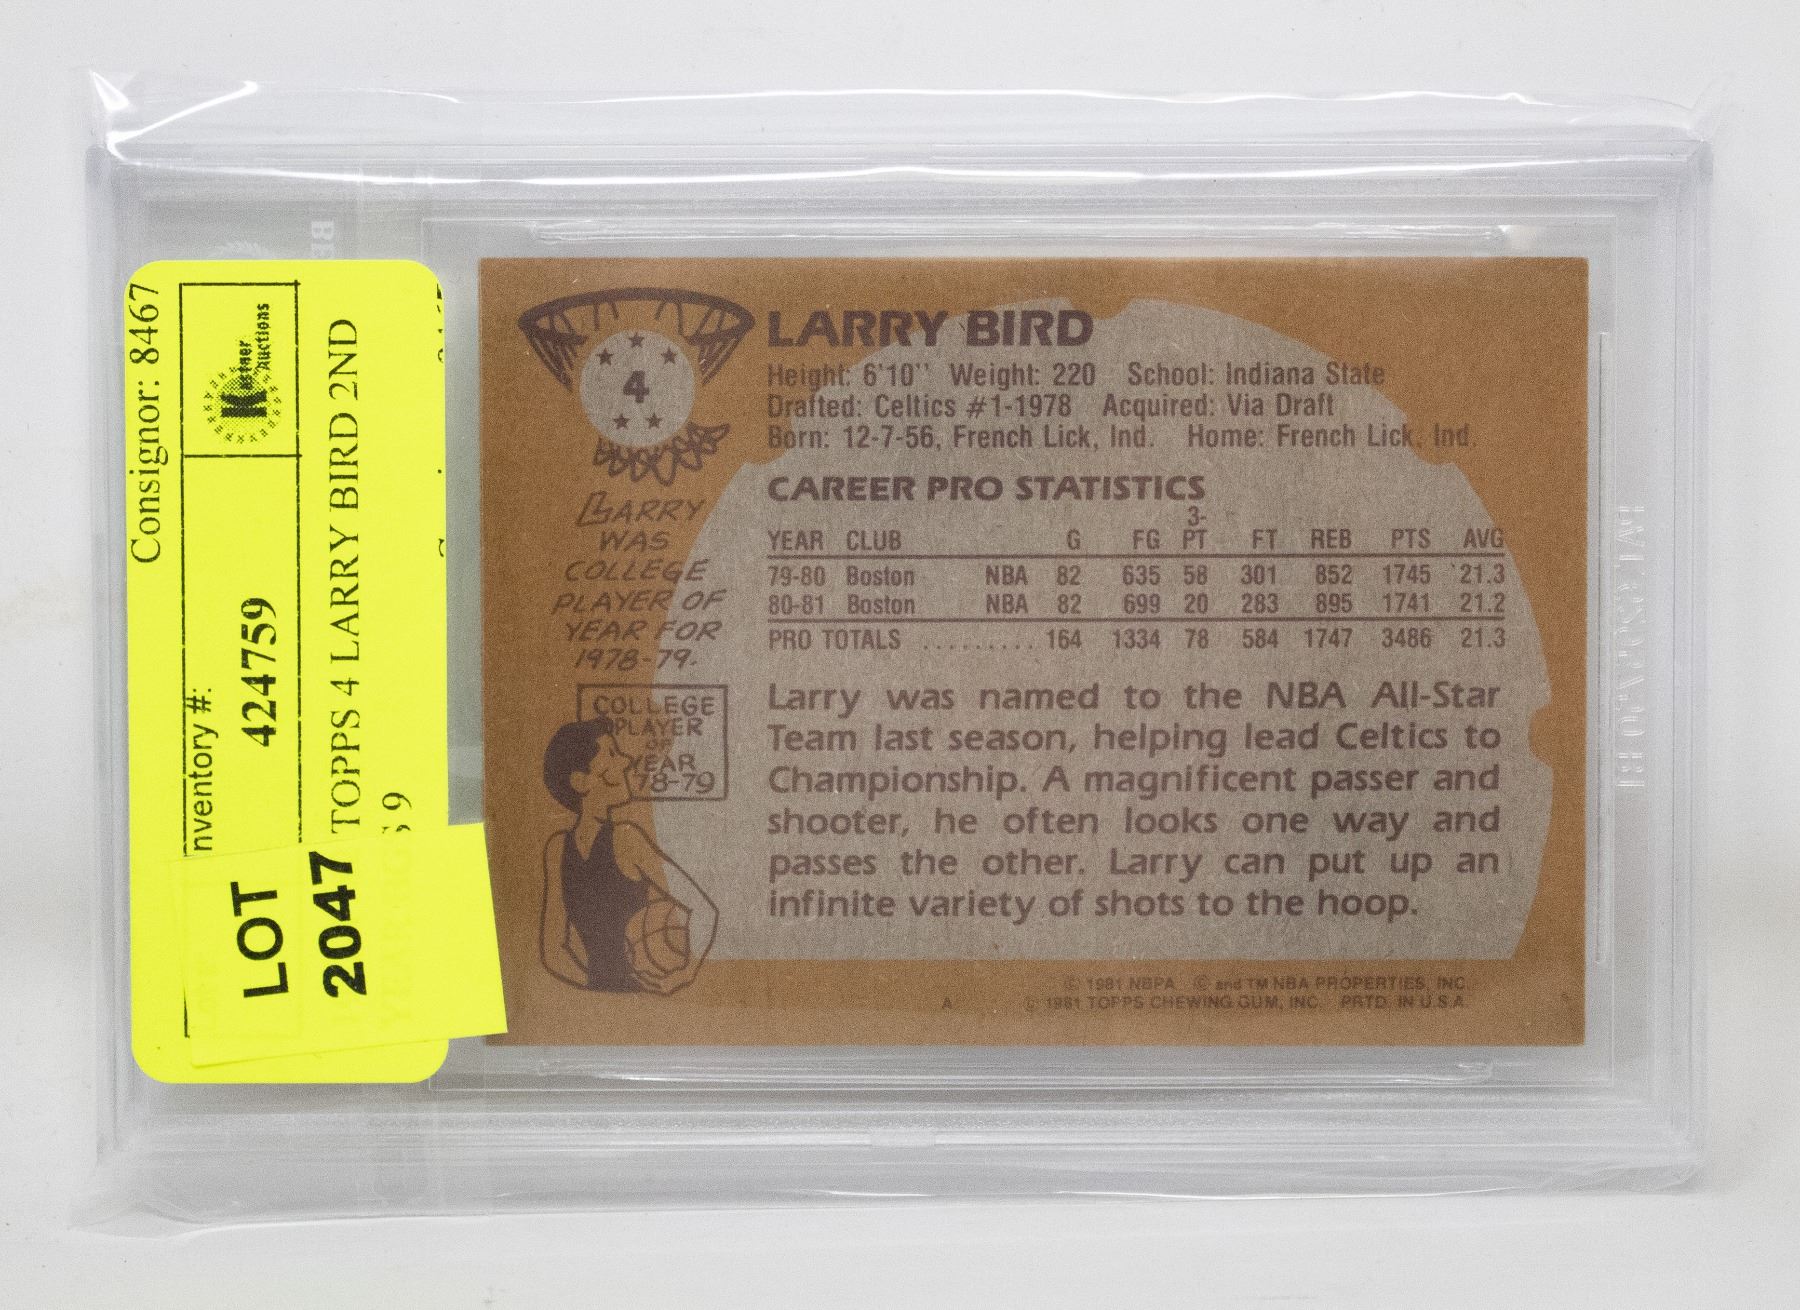 Consignor: 8467
Kastner
Auctions
nventory #:
424759
TOPPS 4 LARRY BIRD 2ND
9
LOT
2047
4
LARRY BIRD
Height: 6'10'' Weight: 220 School: Indiana State
Drafted: Celtics #1-1978 Acquired: Via Draft
Born: 12-7-56, French Lick, Ind. Home: French Lick, Ind.
CAREER PRO STATISTICS
YEAR CLUB G FG 3-PT FT REB PTS AVG
79-80 Boston NBA 82 635 58 301 852 1745 21.3
80-81 Boston NBA 82 699 20 283 895 1741 21.2
PRO TOTALS ......... 164 1334 78 584 1747 3486 21.3
LARRY
WAS
COLLEGE
PLAYER OF
YEAR FOR
1978-79.
COLLEGE
PLAYER
OF
YEAR
78-79
Larry was named to the NBA All-Star
Team last season, helping lead Celtics to
Championship. A magnificent passer and
shooter, he often looks one way and
passes the other. Larry can put up an
infinite variety of shots to the hoop.
© 1981 NBPA © and TM NBA PROPERTIES, INC.
A © 1981 TOPPS CHEWING GUM, INC. PRTD. IN U.S.A.